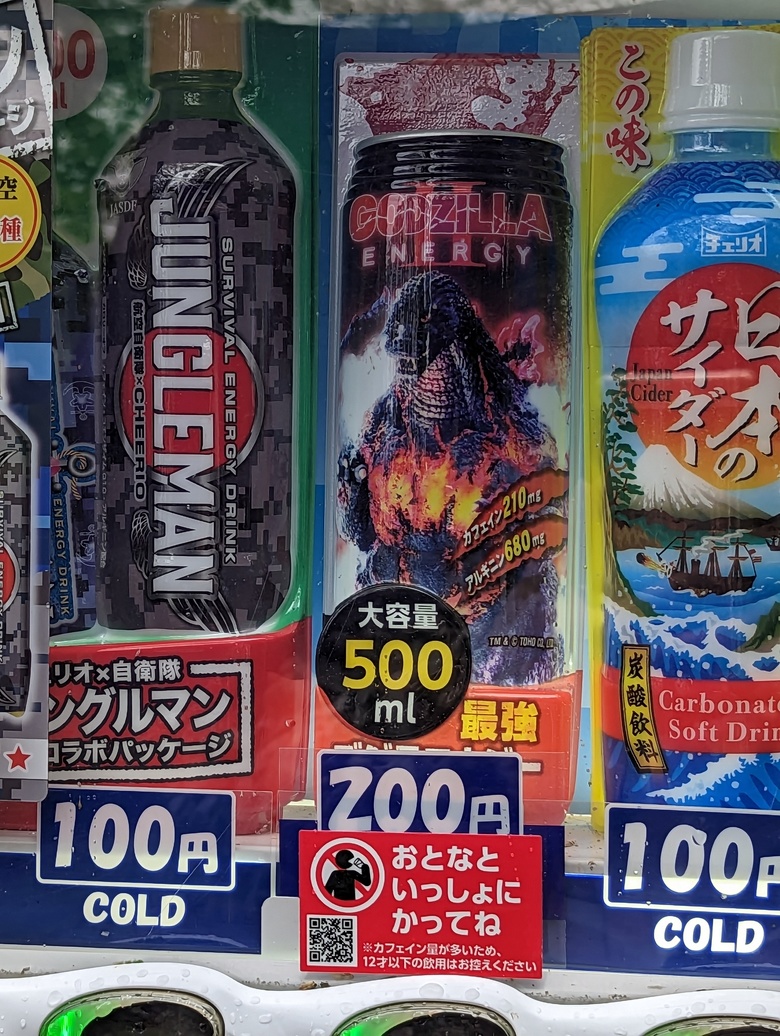 空
種
JASDF
JUNGLEMAN
SURVIVAL ENERGY DRINK
航空自衛隊×CHEERIO
ENERGY DRINK
リオ×自衛隊
ングルマン
コラボパッケージ
100円
COLD
GODZILLA
ENERGY
カフェイン210mg
アルギニン680mg
TM & © TOHO CO., LTD.
大容量
500
ml
最強
200円
おとなと
いっしょに
かってね
※カフェイン量が多いため、
12才以下の飲用はお控えください
この味
チェリオ
日本の
サイダー
Japan
Cider
炭酸飲料
Carbonate
Soft Drin
100円
COLD